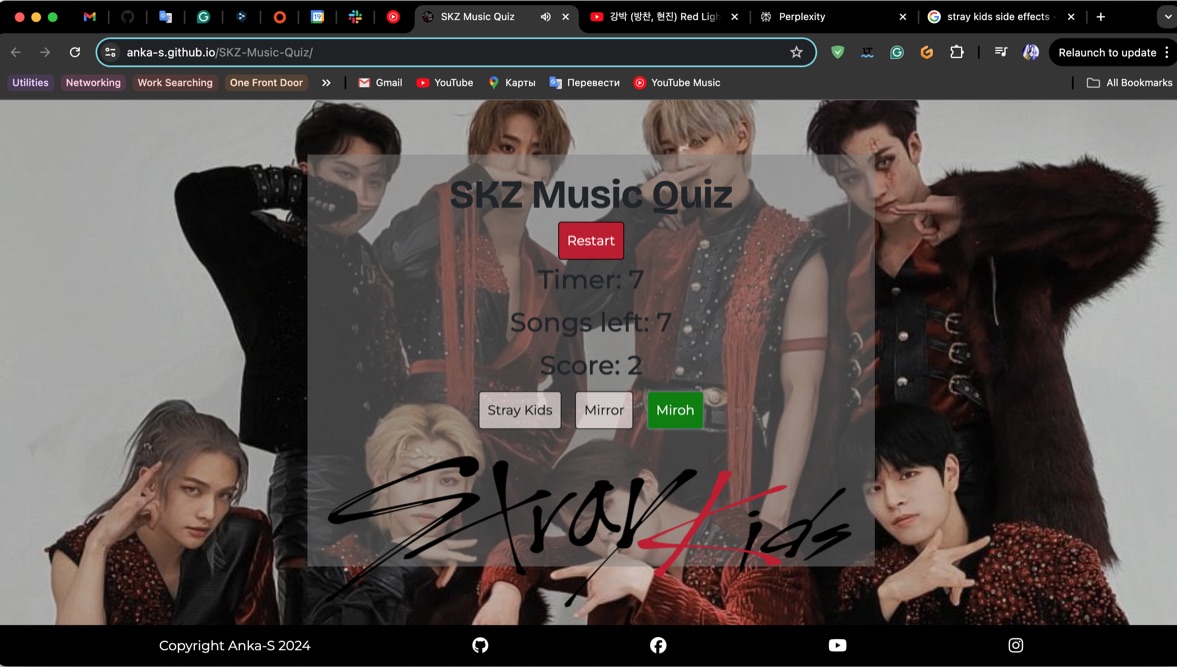 SKZ Music Quiz
강박 (방찬, 현진) Red Ligh
Perplexity
stray kids side effects
anka-s.github.io/SKZ-Music-Quiz/
Relaunch to update
Utilities
Networking
Work Searching
One Front Door
Gmail
YouTube
Карты
Перевести
YouTube Music
All Bookmarks
SKZ Music Quiz
Restart
Timer: 7
Songs left: 7
Score: 2
Stray Kids
Mirror
Miroh
Stray Kids
Copyright Anka-S 2024